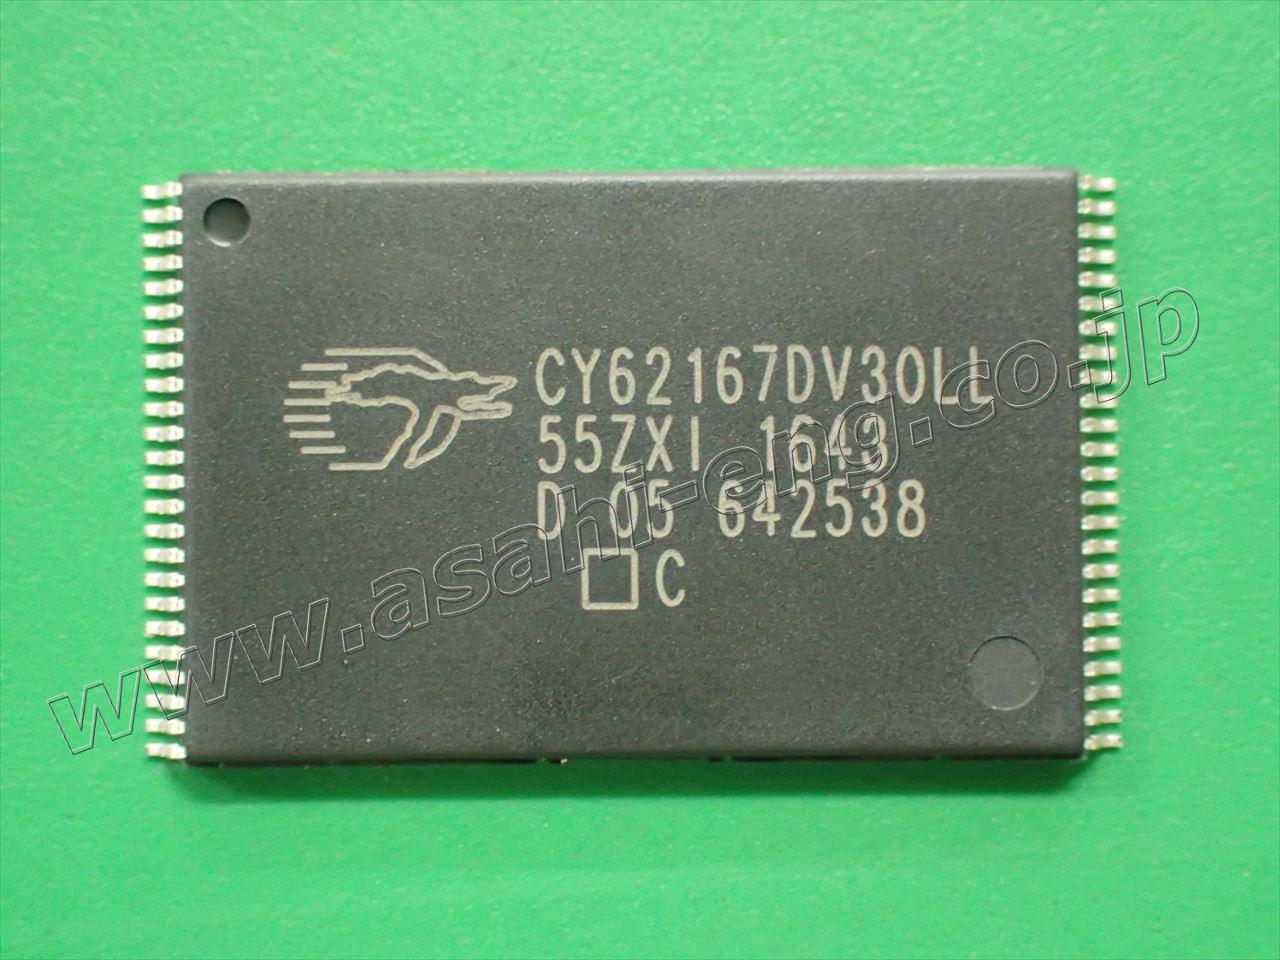 CY62167DV30LL
55ZXI 1643
D 05 642538
C
www.asahi-eng.co.jp